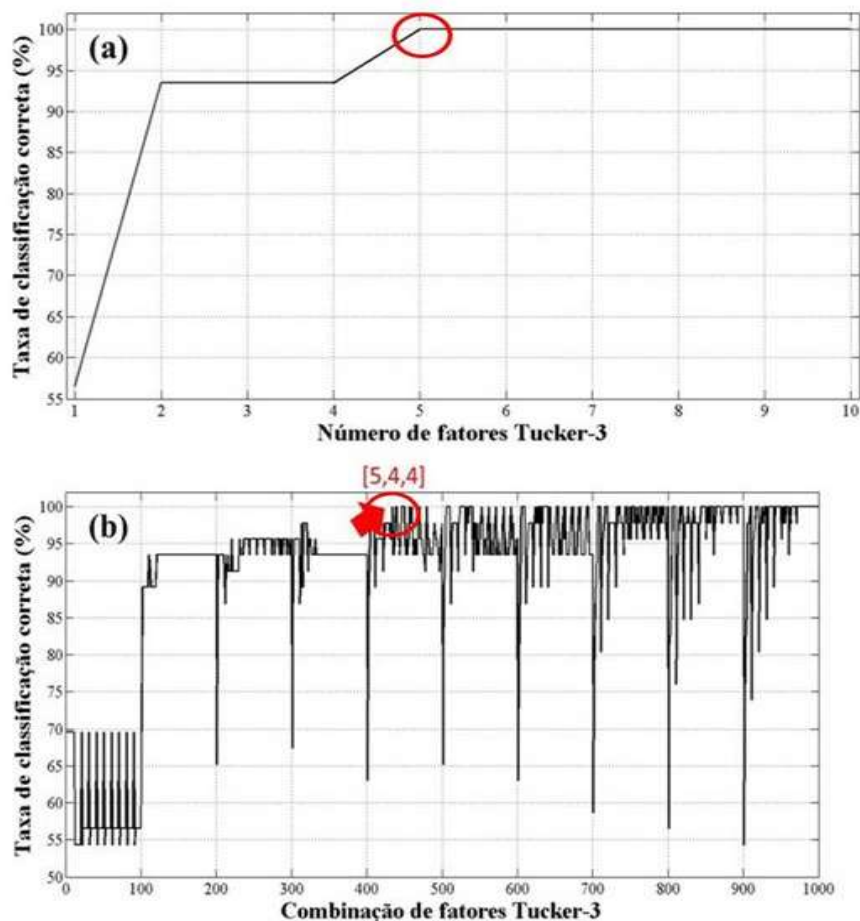 (a)
Taxa de classificação correta (%)
100
95
90
85
80
75
70
65
60
55
1 2 3 4 5 6 7 8 9 10
Número de fatores Tucker-3
[5,4,4]
(b)
Taxa de classificação correta (%)
100
95
90
85
80
75
70
65
60
55
50
0 100 200 300 400 500 600 700 800 900 1000
Combinação de fatores Tucker-3